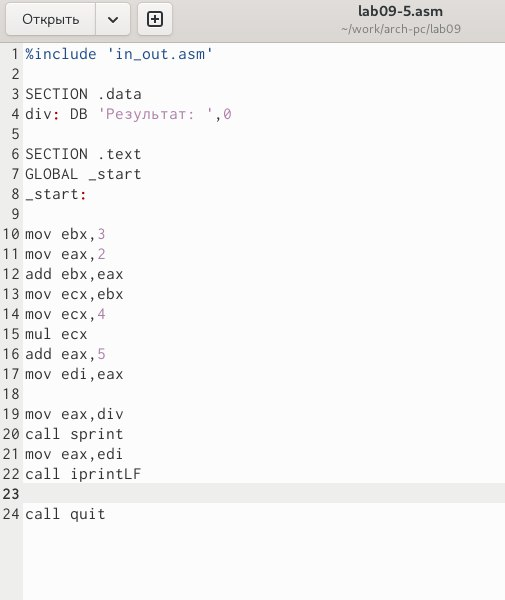 Открыть
lab09-5.asm
~/work/arch-pc/lab09
1 %include 'in_out.asm'
2
3 SECTION .data
4 div: DB 'Результат: ',0
5
6 SECTION .text
7 GLOBAL _start
8 _start:
9
10 mov ebx,3
11 mov eax,2
12 add ebx,eax
13 mov ecx,ebx
14 mov ecx,4
15 mul ecx
16 add eax,5
17 mov edi,eax
18
19 mov eax,div
20 call sprint
21 mov eax,edi
22 call iprintLF
23
24 call quit